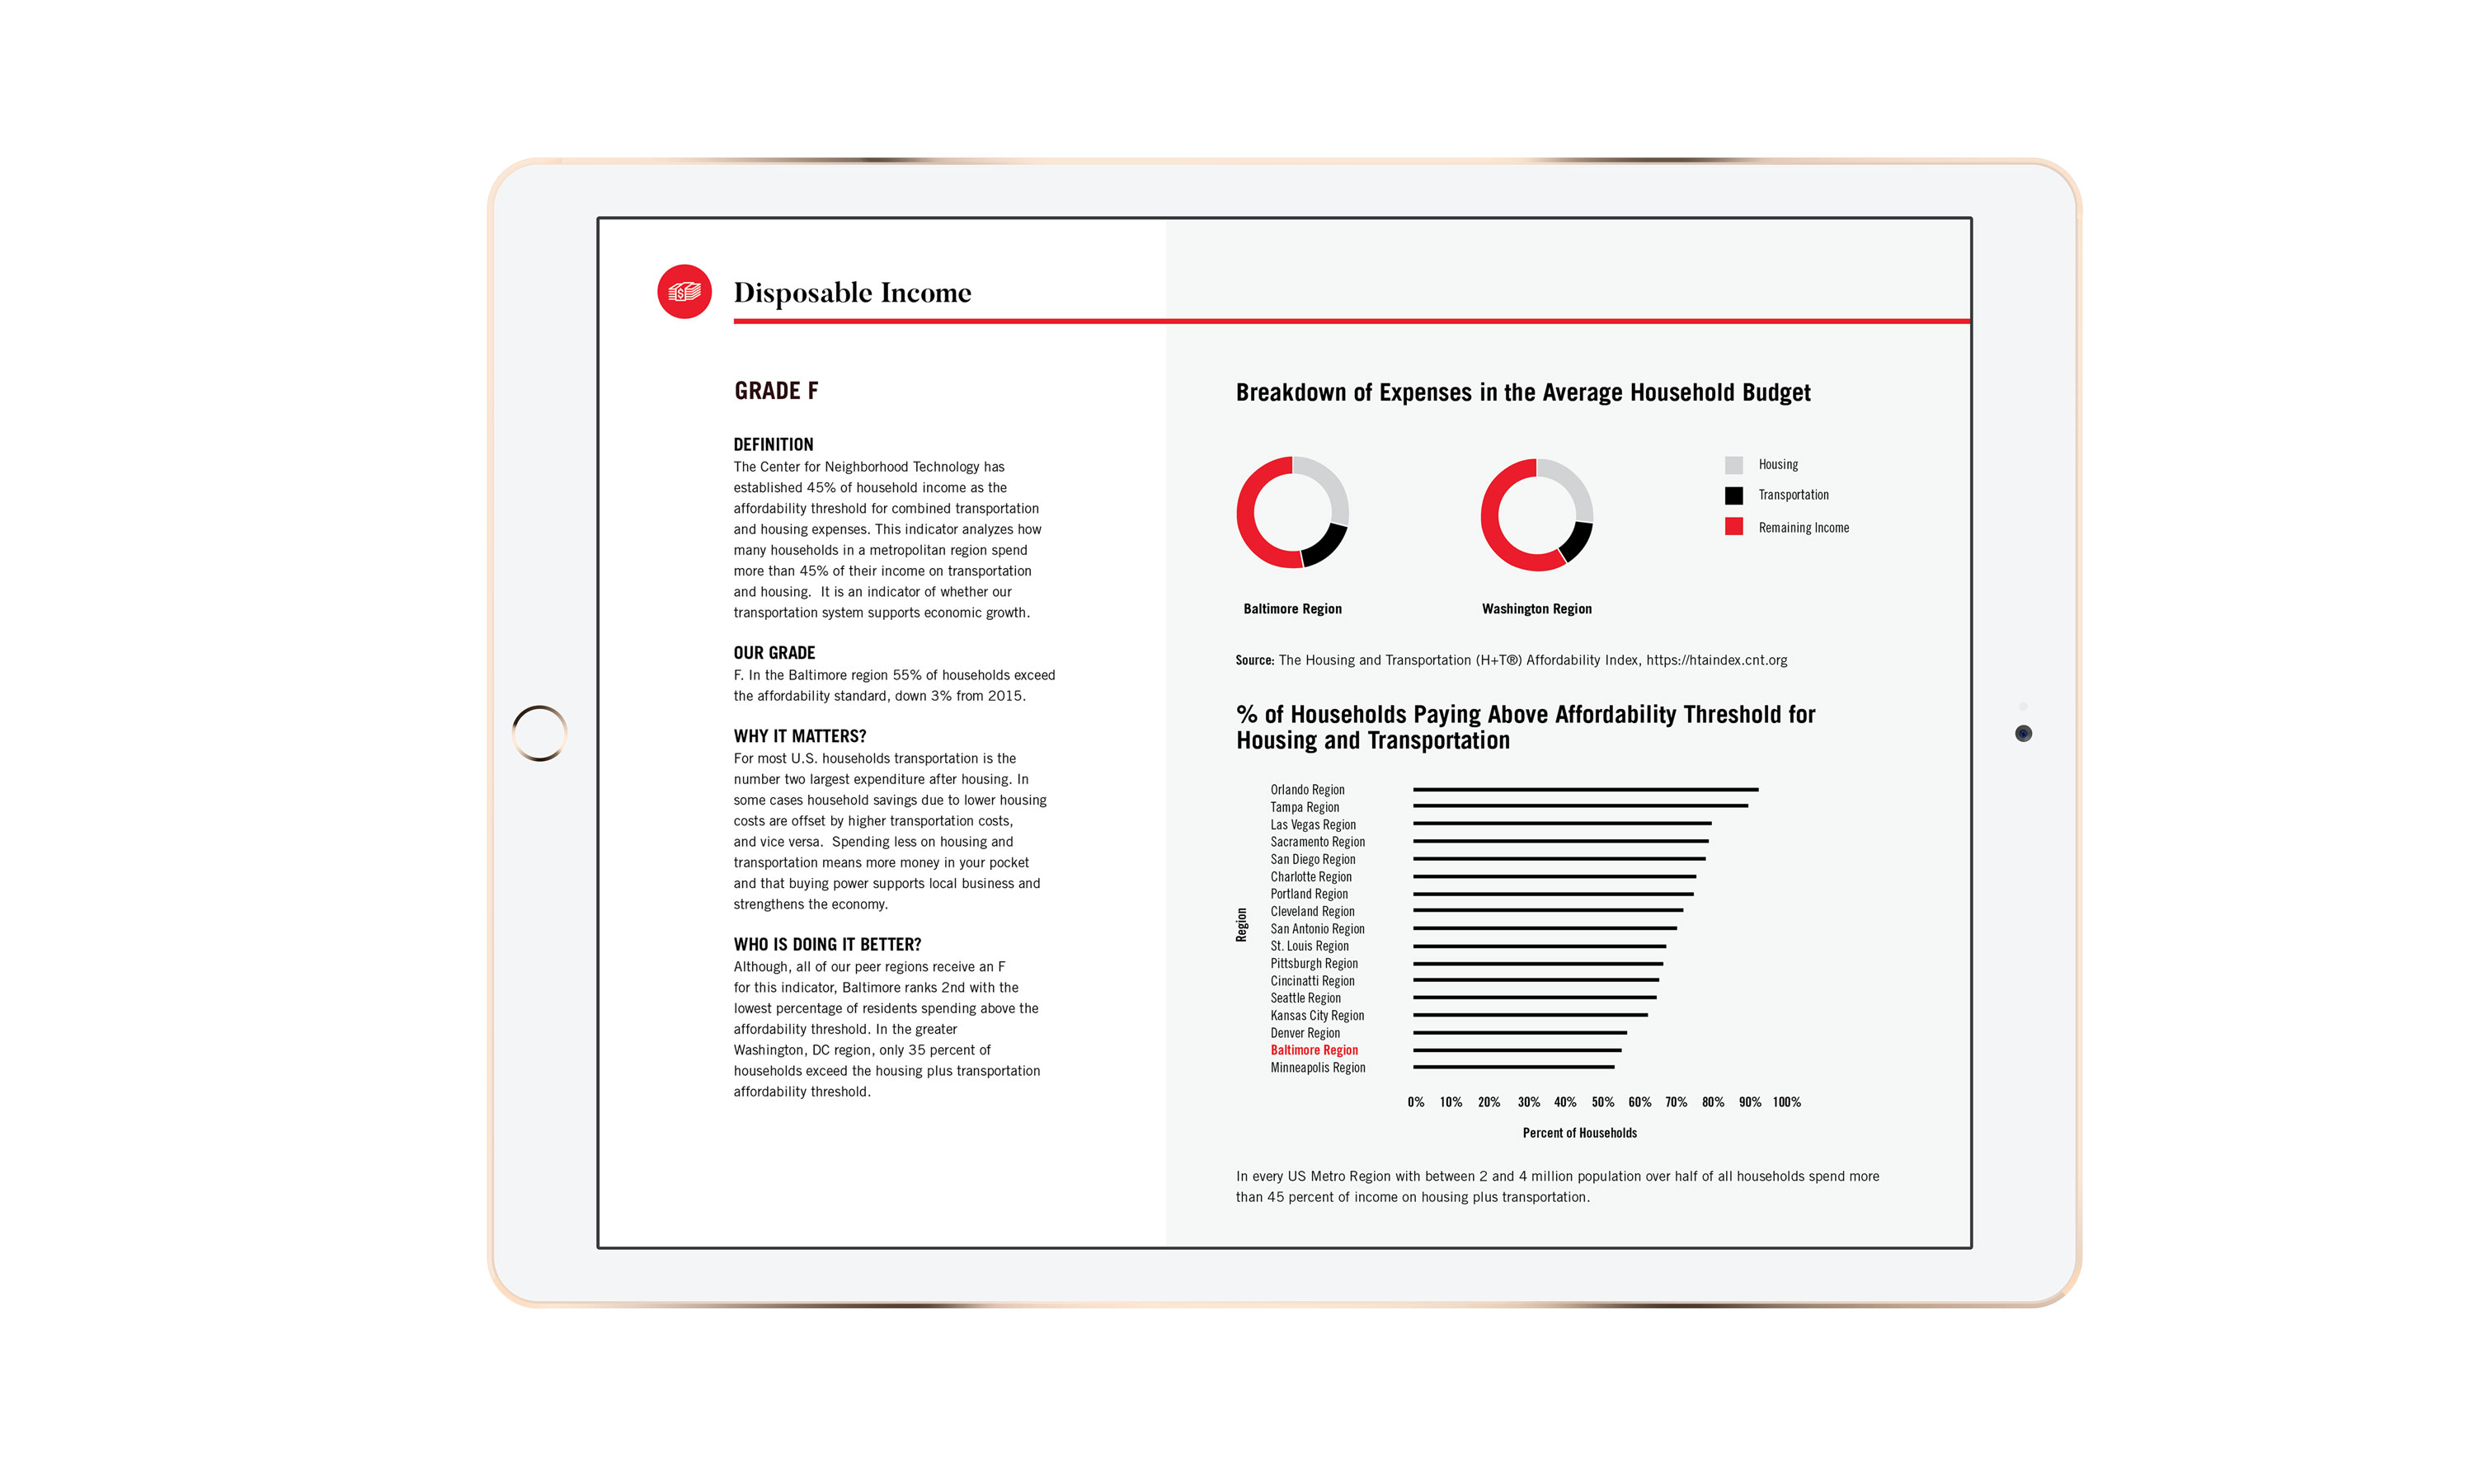 Disposable Income
GRADE F
DEFINITION
The Center for Neighborhood Technology has
established 45% of household income as the
affordability threshold for combined transportation
and housing expenses. This indicator analyzes how
many households in a metropolitan region spend
more than 45% of their income on transportation
and housing.  It is an indicator of whether our
transportation system supports economic growth.
OUR GRADE
F. In the Baltimore region 55% of households exceed
the affordability standard, down 3% from 2015.
WHY IT MATTERS?
For most U.S. households transportation is the
number two largest expenditure after housing. In
some cases household savings due to lower housing
costs are offset by higher transportation costs,
and vice versa.  Spending less on housing and
transportation means more money in your pocket
and that buying power supports local business and
strengthens the economy.
WHO IS DOING IT BETTER?
Although, all of our peer regions receive an F
for this indicator, Baltimore ranks 2nd with the
lowest percentage of residents spending above the
affordability threshold. In the greater
Washington, DC region, only 35 percent of
households exceed the housing plus transportation
affordability threshold.
Breakdown of Expenses in the Average Household Budget
Housing
Transportation
Remaining Income
Baltimore Region
Washington Region
Source: The Housing and Transportation (H+T®) Affordability Index, https://htaindex.cnt.org
% of Households Paying Above Affordability Threshold for
Housing and Transportation
Region
Orlando Region
Tampa Region
Las Vegas Region
Sacramento Region
San Diego Region
Charlotte Region
Portland Region
Cleveland Region
San Antonio Region
St. Louis Region
Pittsburgh Region
Cincinatti Region
Seattle Region
Kansas City Region
Denver Region
Baltimore Region
Minneapolis Region
0% 10% 20% 30% 40% 50% 60% 70% 80% 90% 100%
Percent of Households
In every US Metro Region with between 2 and 4 million population over half of all households spend more
than 45 percent of income on housing plus transportation.